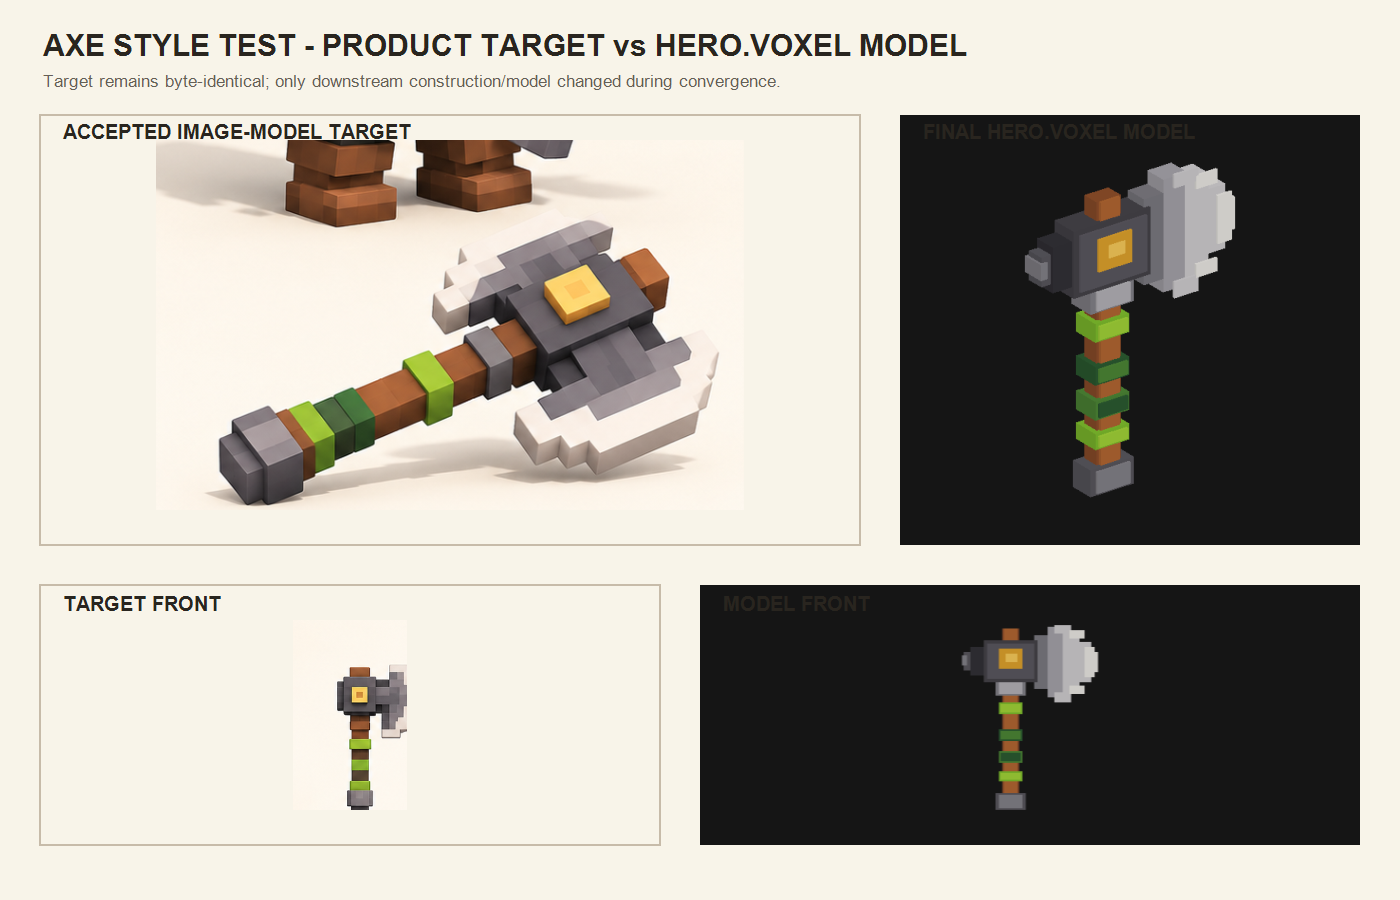 AXE STYLE TEST - PRODUCT TARGET vs HERO.VOXEL MODEL
Target remains byte-identical; only downstream construction/model changed during convergence.
ACCEPTED IMAGE-MODEL TARGET
FINAL HERO.VOXEL MODEL
TARGET FRONT
MODEL FRONT